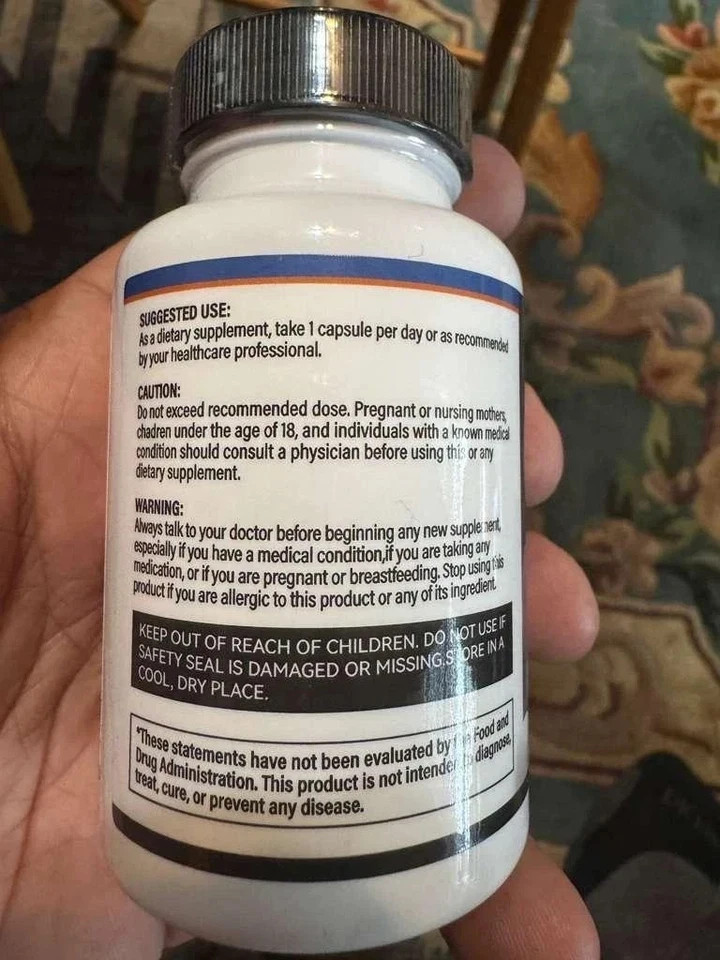 SUGGESTED USE:
As a dietary supplement, take 1 capsule per day or as recommended
by your healthcare professional.
CAUTION:
Do not exceed recommended dose. Pregnant or nursing mothers,
chadren under the age of 18, and individuals with a known medical
condition should consult a physician before using this or any
dietary supplement.
WARNING:
Always talk to your doctor before beginning any new supplement,
especially if you have a medical condition,if you are taking any
medication, or if you are pregnant or breastfeeding. Stop using this
product if you are allergic to this product or any of its ingredient.
KEEP OUT OF REACH OF CHILDREN. DO NOT USE IF
SAFETY SEAL IS DAMAGED OR MISSING.STORE IN A
COOL, DRY PLACE.
*These statements have not been evaluated by the Food and
Drug Administration. This product is not intended to diagnose,
treat, cure, or prevent any disease.